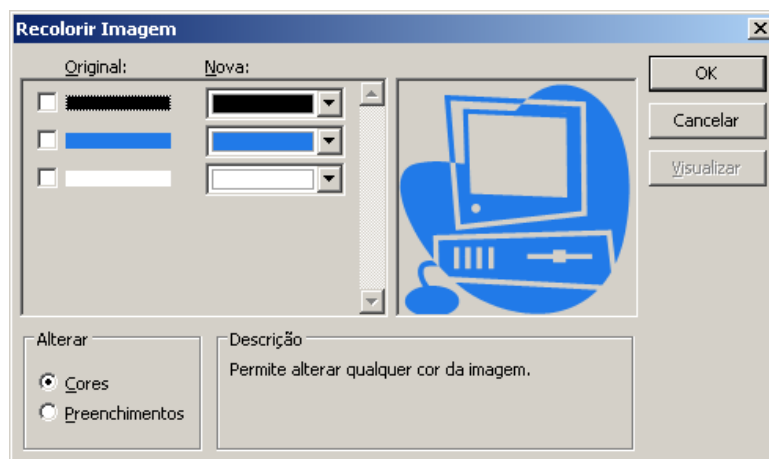 Recolorir Imagem
Original:
Nova:
OK
Cancelar
Visualizar
Alterar
Cores
Preenchimentos
Descrição
Permite alterar qualquer cor da imagem.